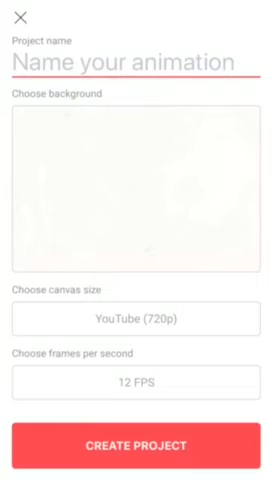 Project name
Name your animation
Choose background
Choose canvas size
YouTube (720p)
Choose frames per second
12 FPS
CREATE PROJECT